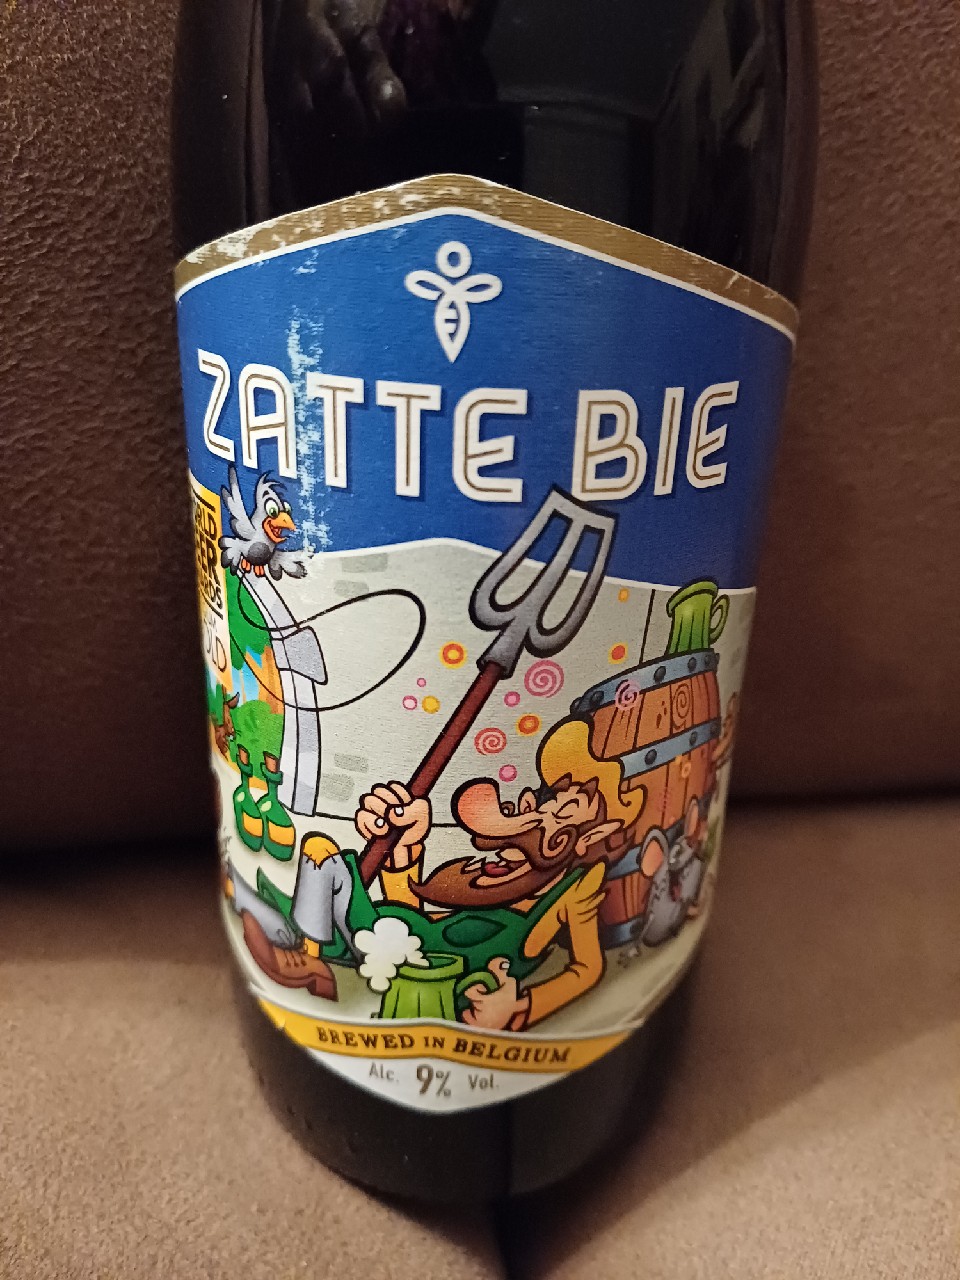 ZATTE BIE
BREWED IN BELGIUM
Alc. 9% Vol.